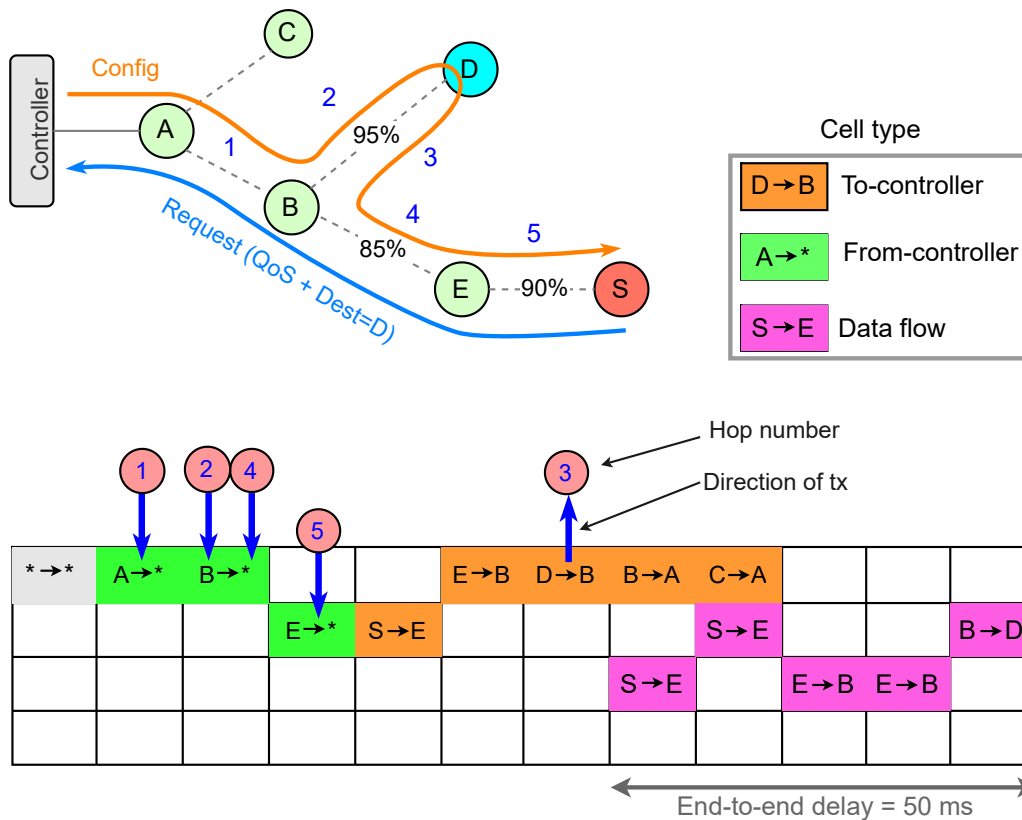 C
Config
2
D
Controller
A
95%
1
3
B
4
5
85%
E
90%
S
Request (QoS + Dest=D)
Cell type
D→B To-controller
A→* From-controller
S→E Data flow
Hop number
1
2
4
3
Direction of tx
5
*→* A→* B→* E→B D→B B→A C→A
E→* S→E S→E B→D
S→E E→B E→B
End-to-end delay = 50 ms